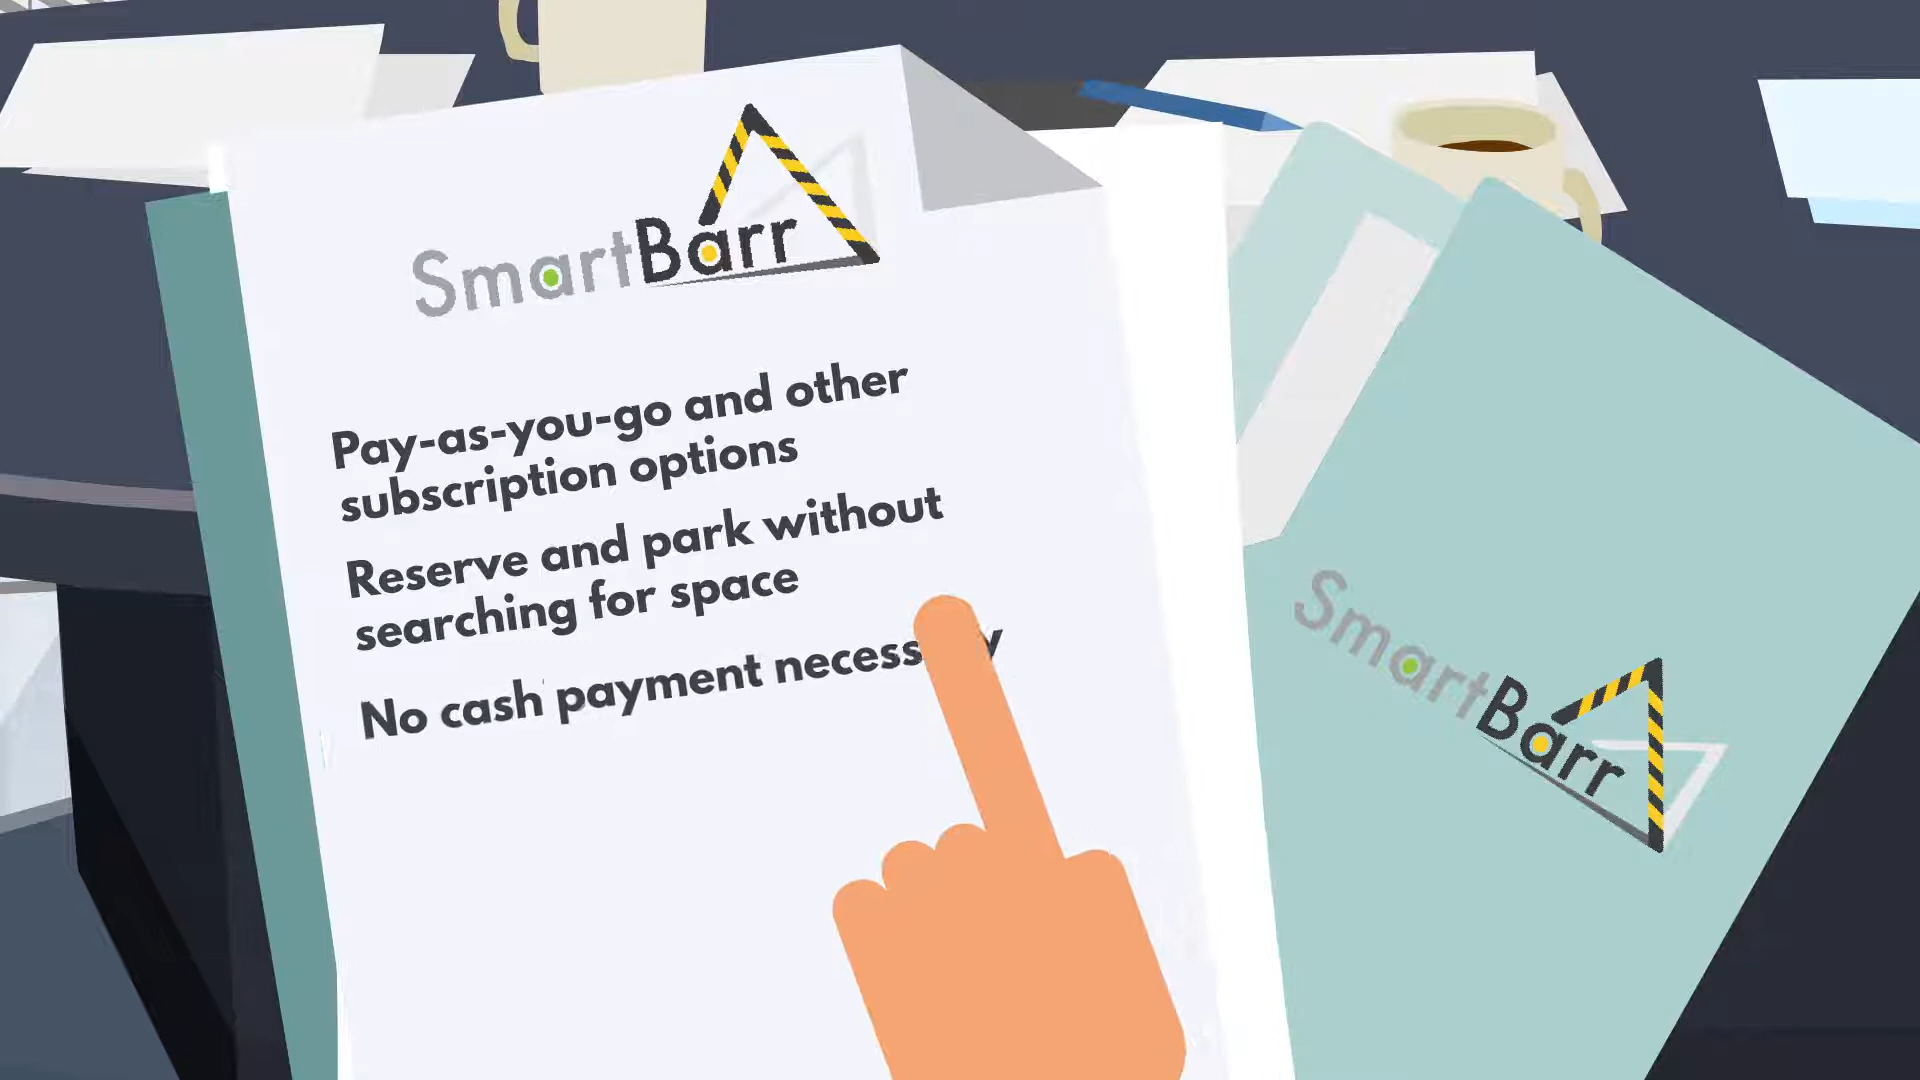 SmartBarr
Pay-as-you-go and other
subscription options
Reserve and park without
searching for space
No cash payment
SmartBarr